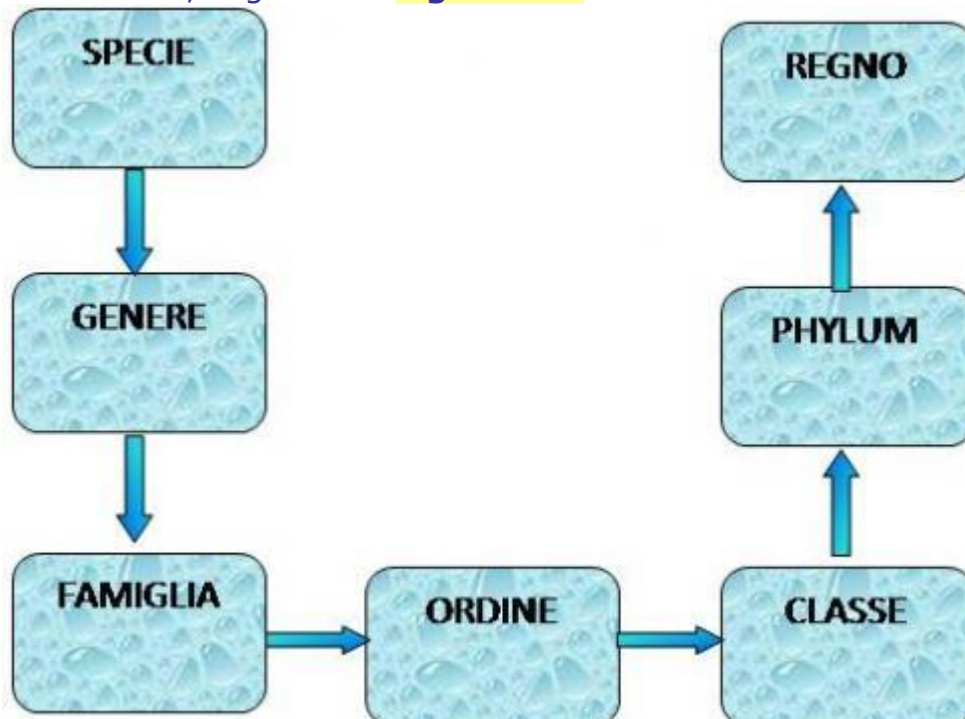 SPECIE
GENERE
FAMIGLIA
ORDINE
CLASSE
PHYLUM
REGNO